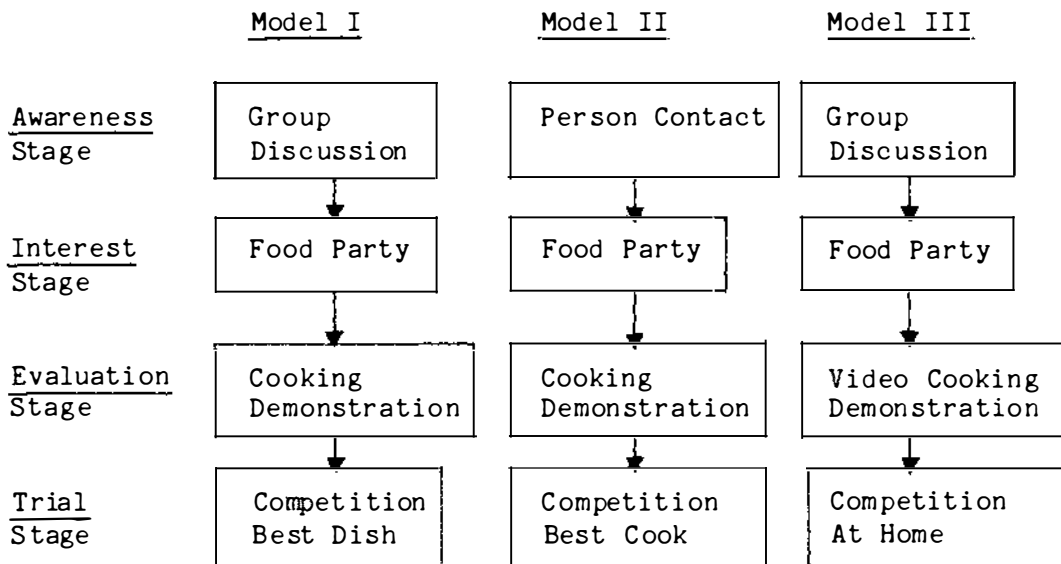 Model I Model II Model III
Awareness Group Person Contact Group
Stage Discussion Discussion
Interest Food Party Food Party Food Party
Stage
Evaluation Cooking Cooking Video Cooking
Stage Demonstration Demonstration Demonstration
Trial Competition Competition Competition
Stage Best Dish Best Cook At Home